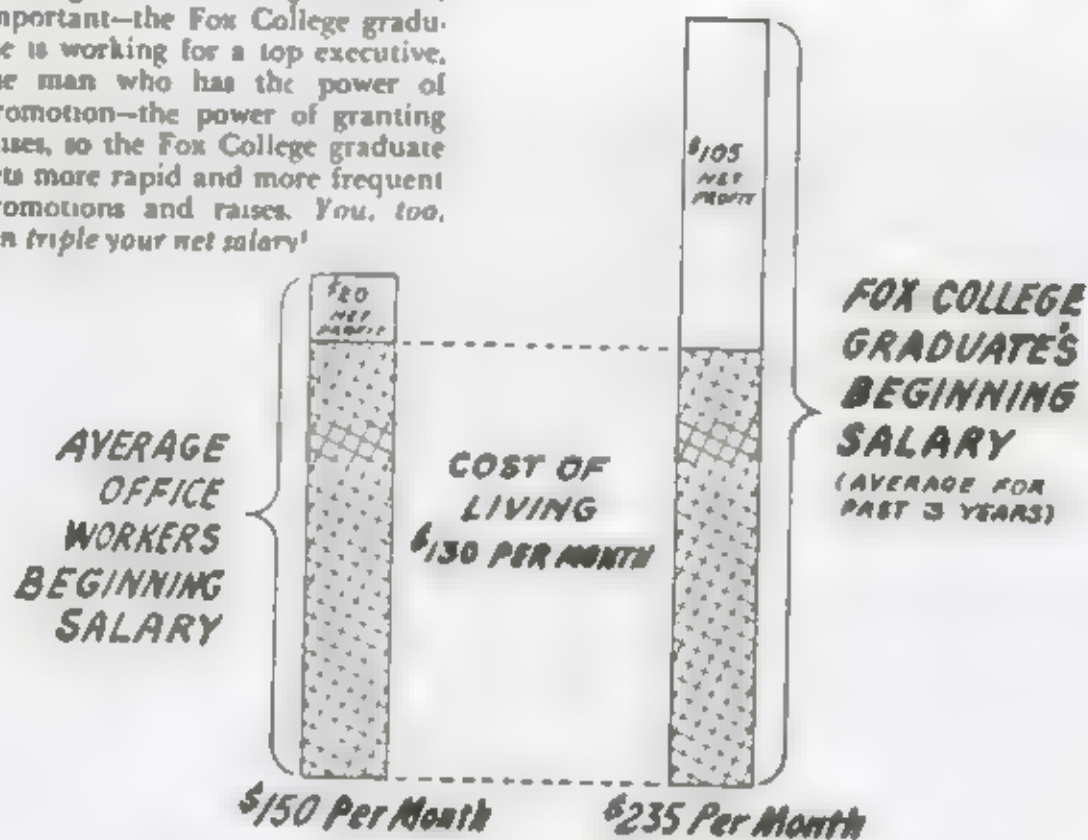 mportant—the Fox College gradu-
e is working for a top executive,
e man who has the power of
romotion—the power of granting
ises, so the Fox College graduate
ts more rapid and more frequent
romotions and raises. You, too,
n triple your net salary!
$20
NET
PROFIT
$105
NET
PROFIT
AVERAGE
OFFICE
WORKERS
BEGINNING
SALARY
COST OF
LIVING
$130 PER MONTH
FOX COLLEGE
GRADUATE'S
BEGINNING
SALARY
(AVERAGE FOR
PAST 3 YEARS)
$150 Per Month
$235 Per Month